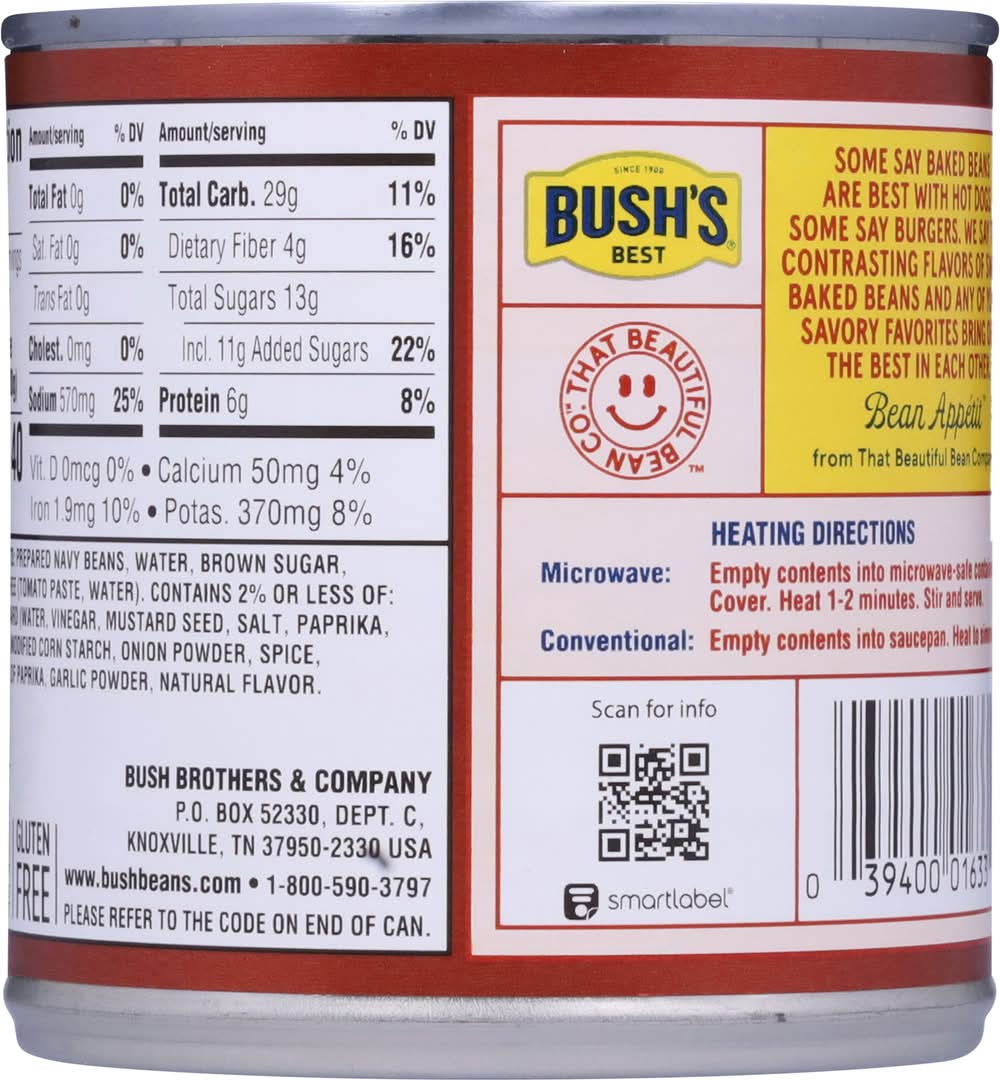 Amount/serving % DV Amount/serving % DV
Total Fat 0g 0% Total Carb. 29g 11%
Sat. Fat 0g 0% Dietary Fiber 4g 16%
Trans Fat 0g Total Sugars 13g
Cholest. 0mg 0% Incl. 11g Added Sugars 22%
Sodium 570mg 25% Protein 6g 8%
Vit. D 0mcg 0% • Calcium 50mg 4%
Iron 1.9mg 10% • Potas. 370mg 8%
PREPARED NAVY BEANS, WATER, BROWN SUGAR,
(TOMATO PASTE, WATER). CONTAINS 2% OR LESS OF:
(WATER, VINEGAR, MUSTARD SEED, SALT, PAPRIKA,
MODIFIED CORN STARCH, ONION POWDER, SPICE,
PAPRIKA, GARLIC POWDER, NATURAL FLAVOR.
BUSH BROTHERS & COMPANY
P.O. BOX 52330, DEPT. C,
KNOXVILLE, TN 37950-2330 USA
www.bushbeans.com • 1-800-590-3797
PLEASE REFER TO THE CODE ON END OF CAN.
GLUTEN
FREE
SINCE 1908
BUSH'S®
BEST
THAT BEAUTIFUL BEAN CO.™
TM
SOME SAY BAKED BEANS
ARE BEST WITH HOT DOGS
SOME SAY BURGERS. WE SAY
CONTRASTING FLAVORS OF
BAKED BEANS AND ANY OF
SAVORY FAVORITES BRING
THE BEST IN EACH OTHER
Bean Appétit™
from That Beautiful Bean
HEATING DIRECTIONS
Microwave: Empty contents into microwave-safe
Cover. Heat 1-2 minutes. Stir and serve.
Conventional: Empty contents into saucepan. Heat to
Scan for info
smartlabel®
0 39400 01633